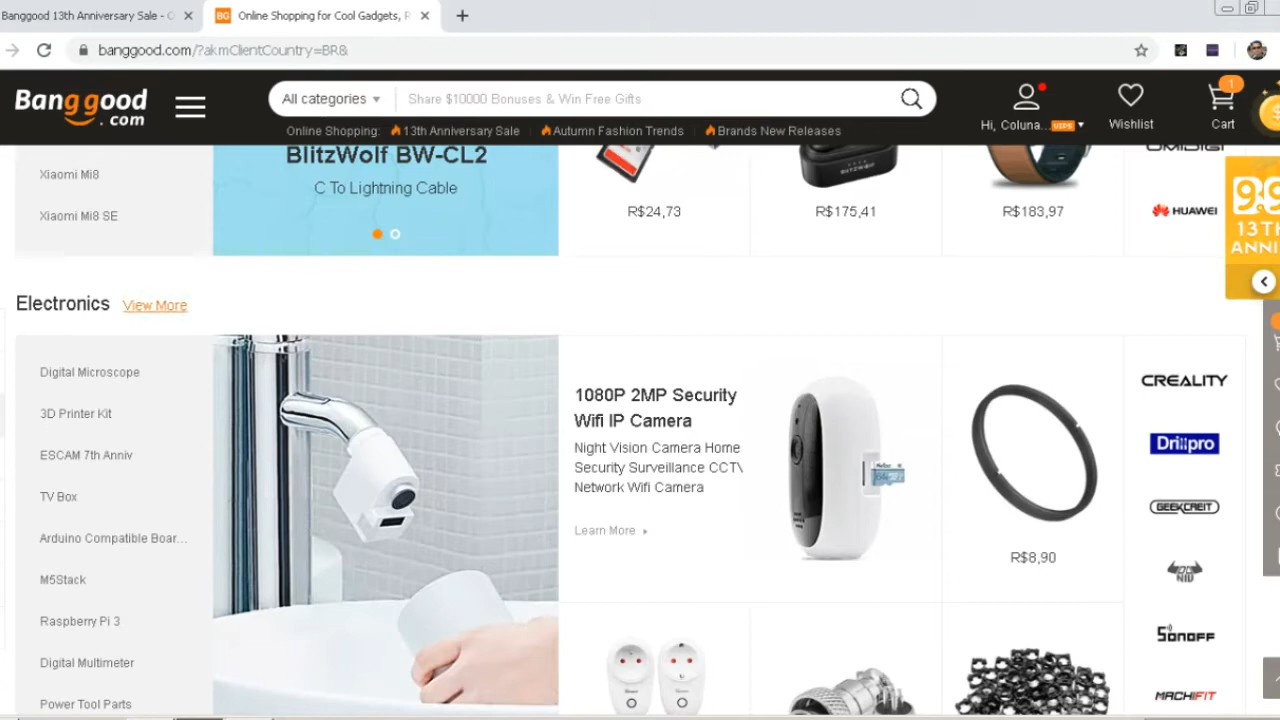 Banggood 13th Anniversary Sale - O
Online Shopping for Cool Gadgets, R
banggood.com/?akmClientCountry=BR&
Banggood
.com
All categories
Share $10000 Bonuses & Win Free Gifts
Hi, Coluna...
VIP5
Wishlist
1
Cart
Online Shopping:
13th Anniversary Sale
Autumn Fashion Trends
Brands New Releases
Xiaomi Mi8
Xiaomi Mi8 SE
BlitzWolf BW-CL2
C To Lightning Cable
BLITZWOLF
R$24,73
R$175,41
R$183,97
UMIDIGI
HUAWEI
9.9
13TH
ANNI
Electronics
View More
Digital Microscope
3D Printer Kit
ESCAM 7th Anniv
TV Box
Arduino Compatible Boar...
M5Stack
Raspberry Pi 3
Digital Multimeter
Power Tool Parts
1080P 2MP Security
Wifi IP Camera
Night Vision Camera Home
Security Surveillance CCTV
Network Wifi Camera
Learn More
R$8,90
CREALITY
Drillpro
GEEKCREIT
SONOFF
MACHIFIT